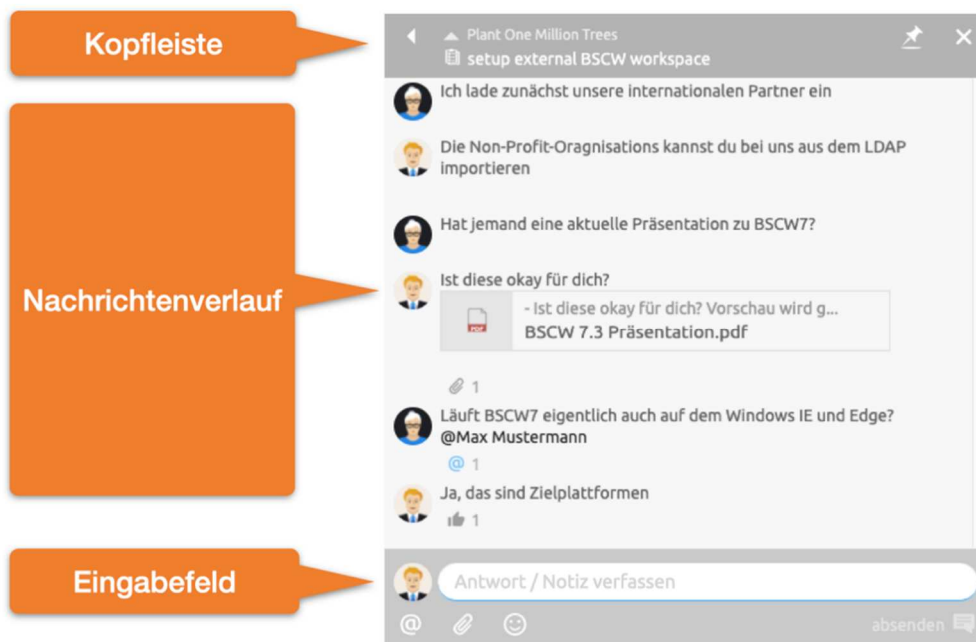 Kopfleiste
Plant One Million Trees
setup external BSCW workspace
Ich lade zunächst unsere internationalen Partner ein
Die Non-Profit-Oragnisations kannst du bei uns aus dem LDAP
importieren
Hat jemand eine aktuelle Präsentation zu BSCW7?
Nachrichtenverlauf
Ist diese okay für dich?
PDF
- Ist diese okay für dich? Vorschau wird g...
BSCW 7.3 Präsentation.pdf
1
Läuft BSCW7 eigentlich auch auf dem Windows IE und Edge?
@Max Mustermann
@ 1
Ja, das sind Zielplattformen
1
Eingabefeld
Antwort / Notiz verfassen
@
absenden